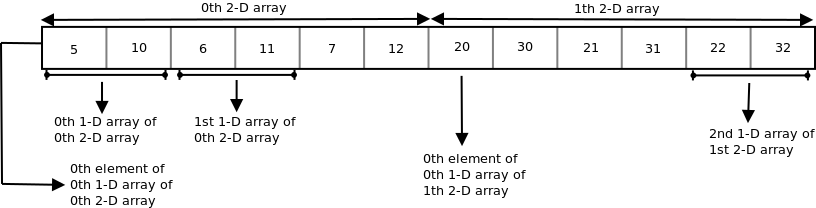 0th 2-D array
1th 2-D array
5 10 6 11 7 12 20 30 21 31 22 32
0th 1-D array of
0th 2-D array
1st 1-D array of
0th 2-D array
2nd 1-D array of
1st 2-D array
0th element of
0th 1-D array of
0th 2-D array
0th element of
0th 1-D array of
1th 2-D array